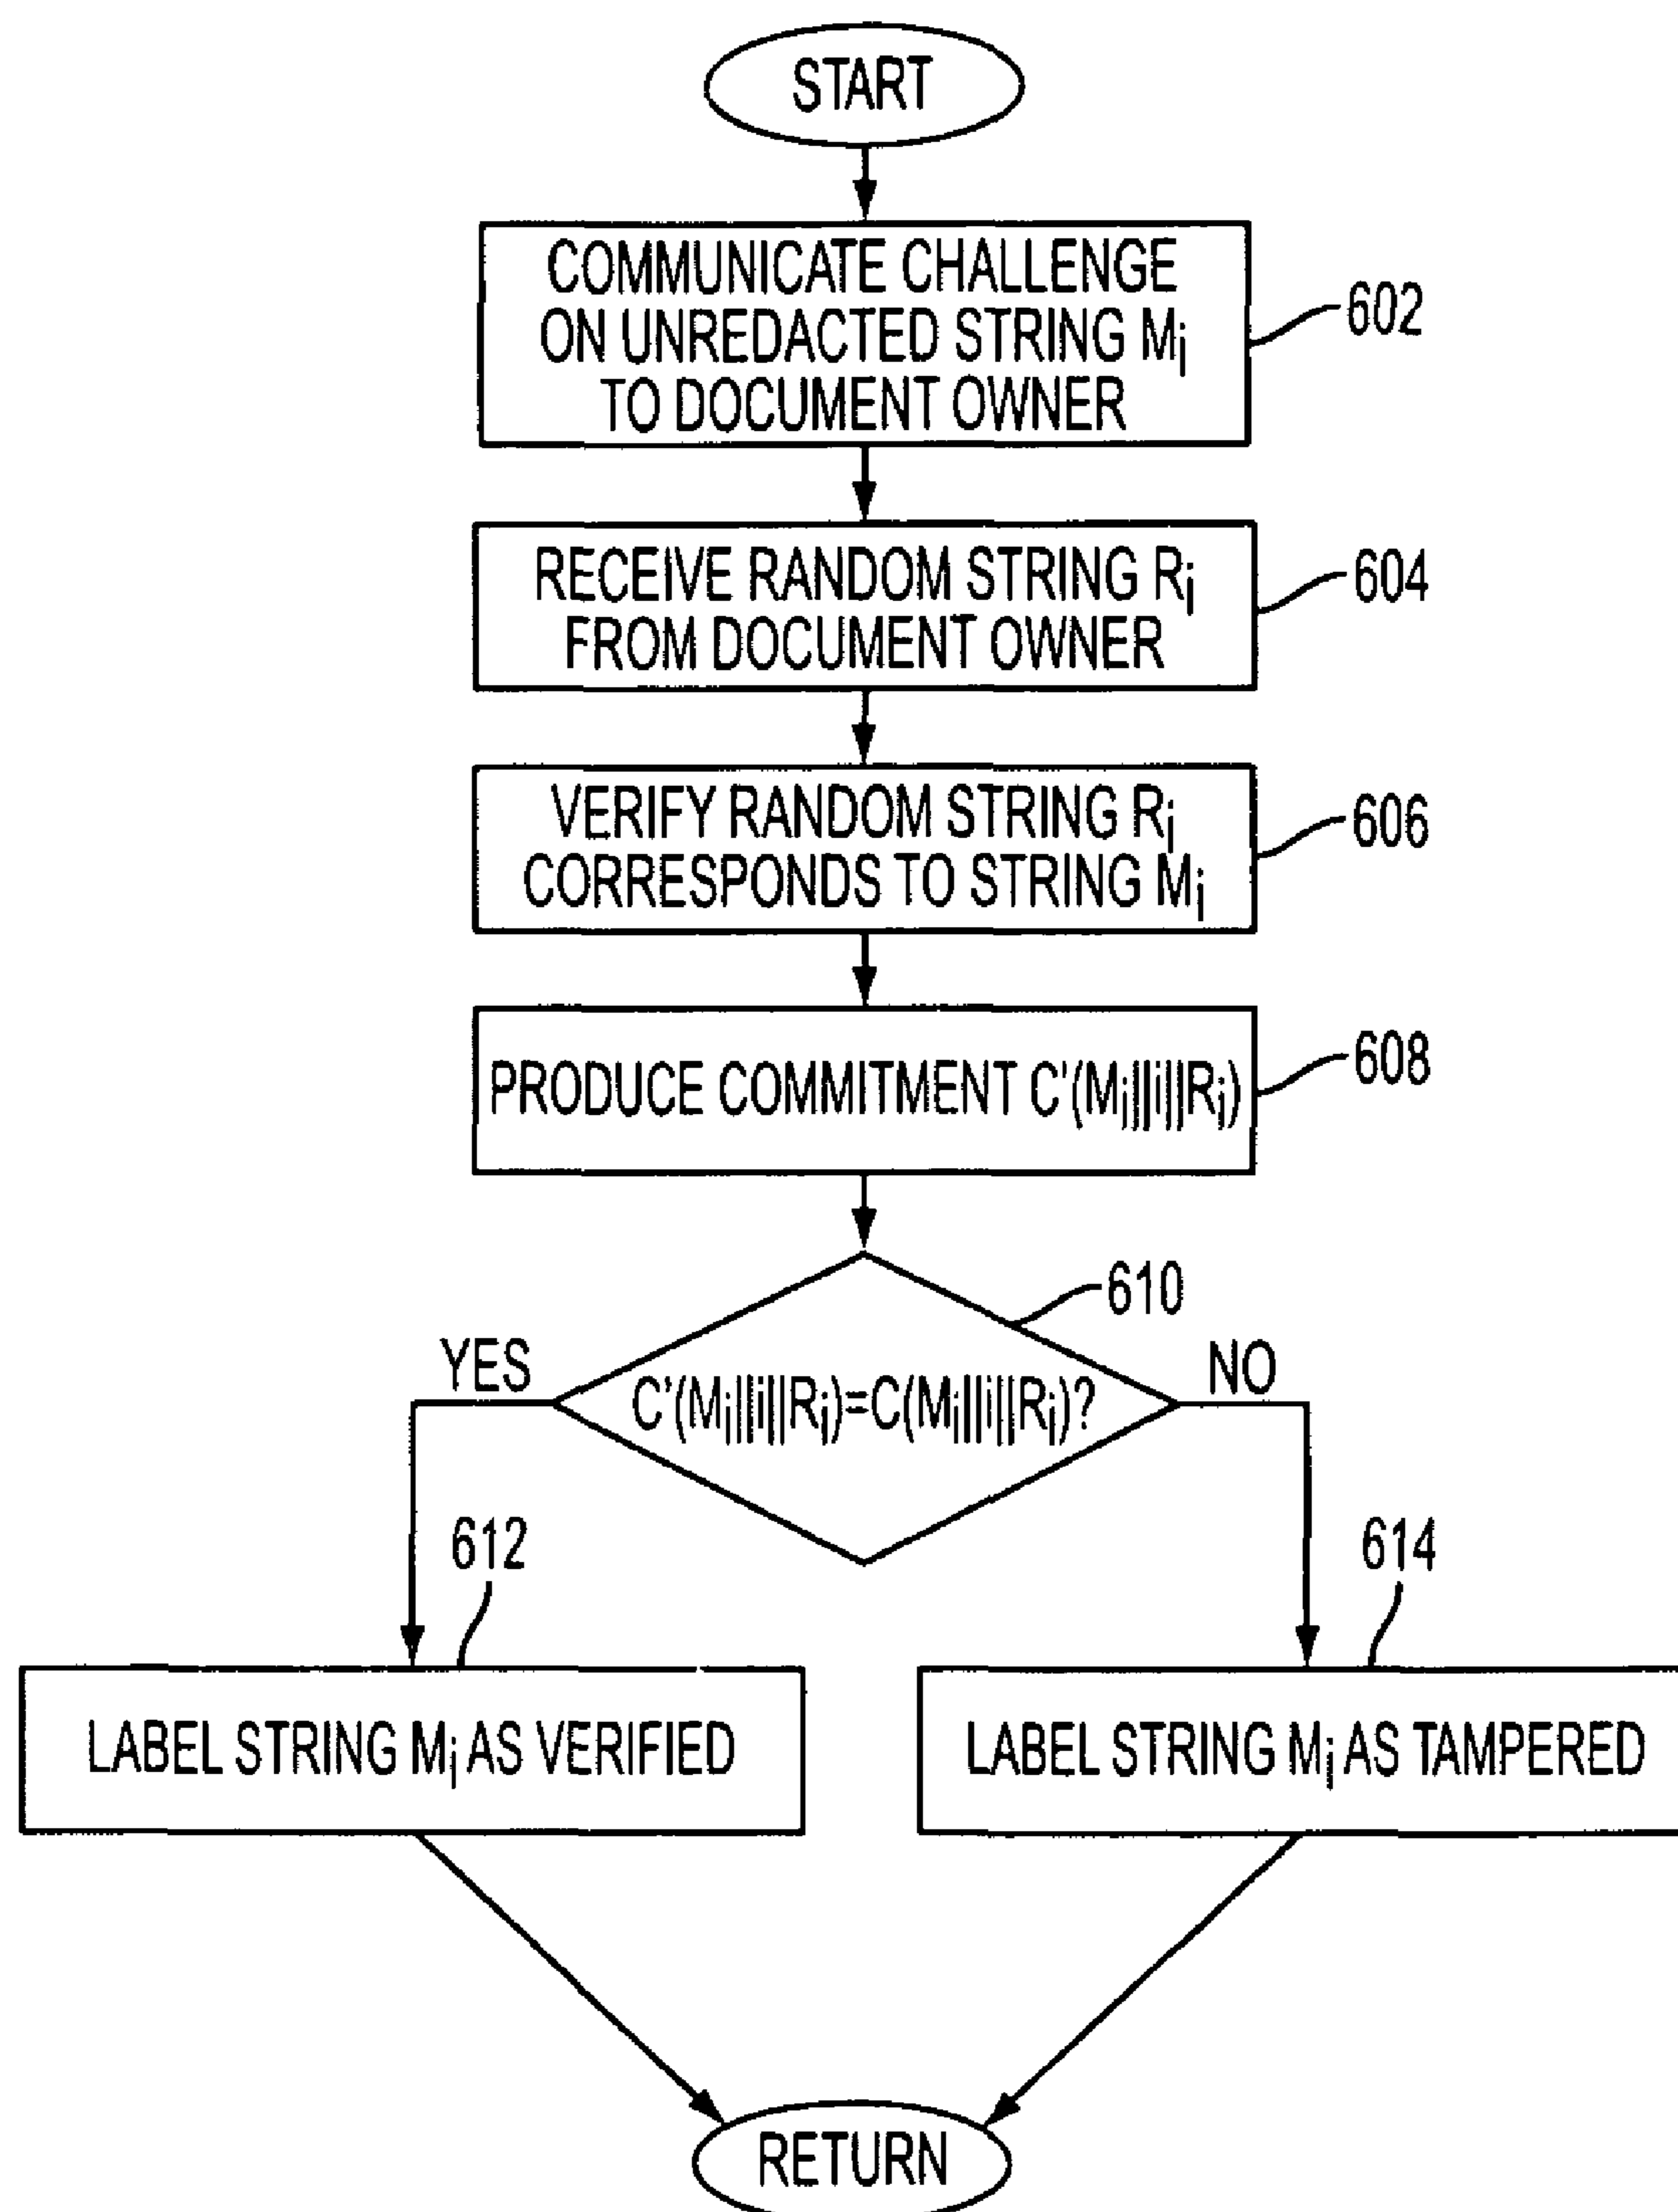 START
COMMUNICATE CHALLENGE
ON UNREDACTED STRING Mi
TO DOCUMENT OWNER
602
RECEIVE RANDOM STRING Ri
FROM DOCUMENT OWNER
604
VERIFY RANDOM STRING Ri
CORRESPONDS TO STRING Mi
606
PRODUCE COMMITMENT C'(Mi||i||Ri)
608
610
YES
NO
C'(Mi||i||Ri)=C(Mi||i||Ri)?
612
614
LABEL STRING Mi AS VERIFIED
LABEL STRING Mi AS TAMPERED
RETURN